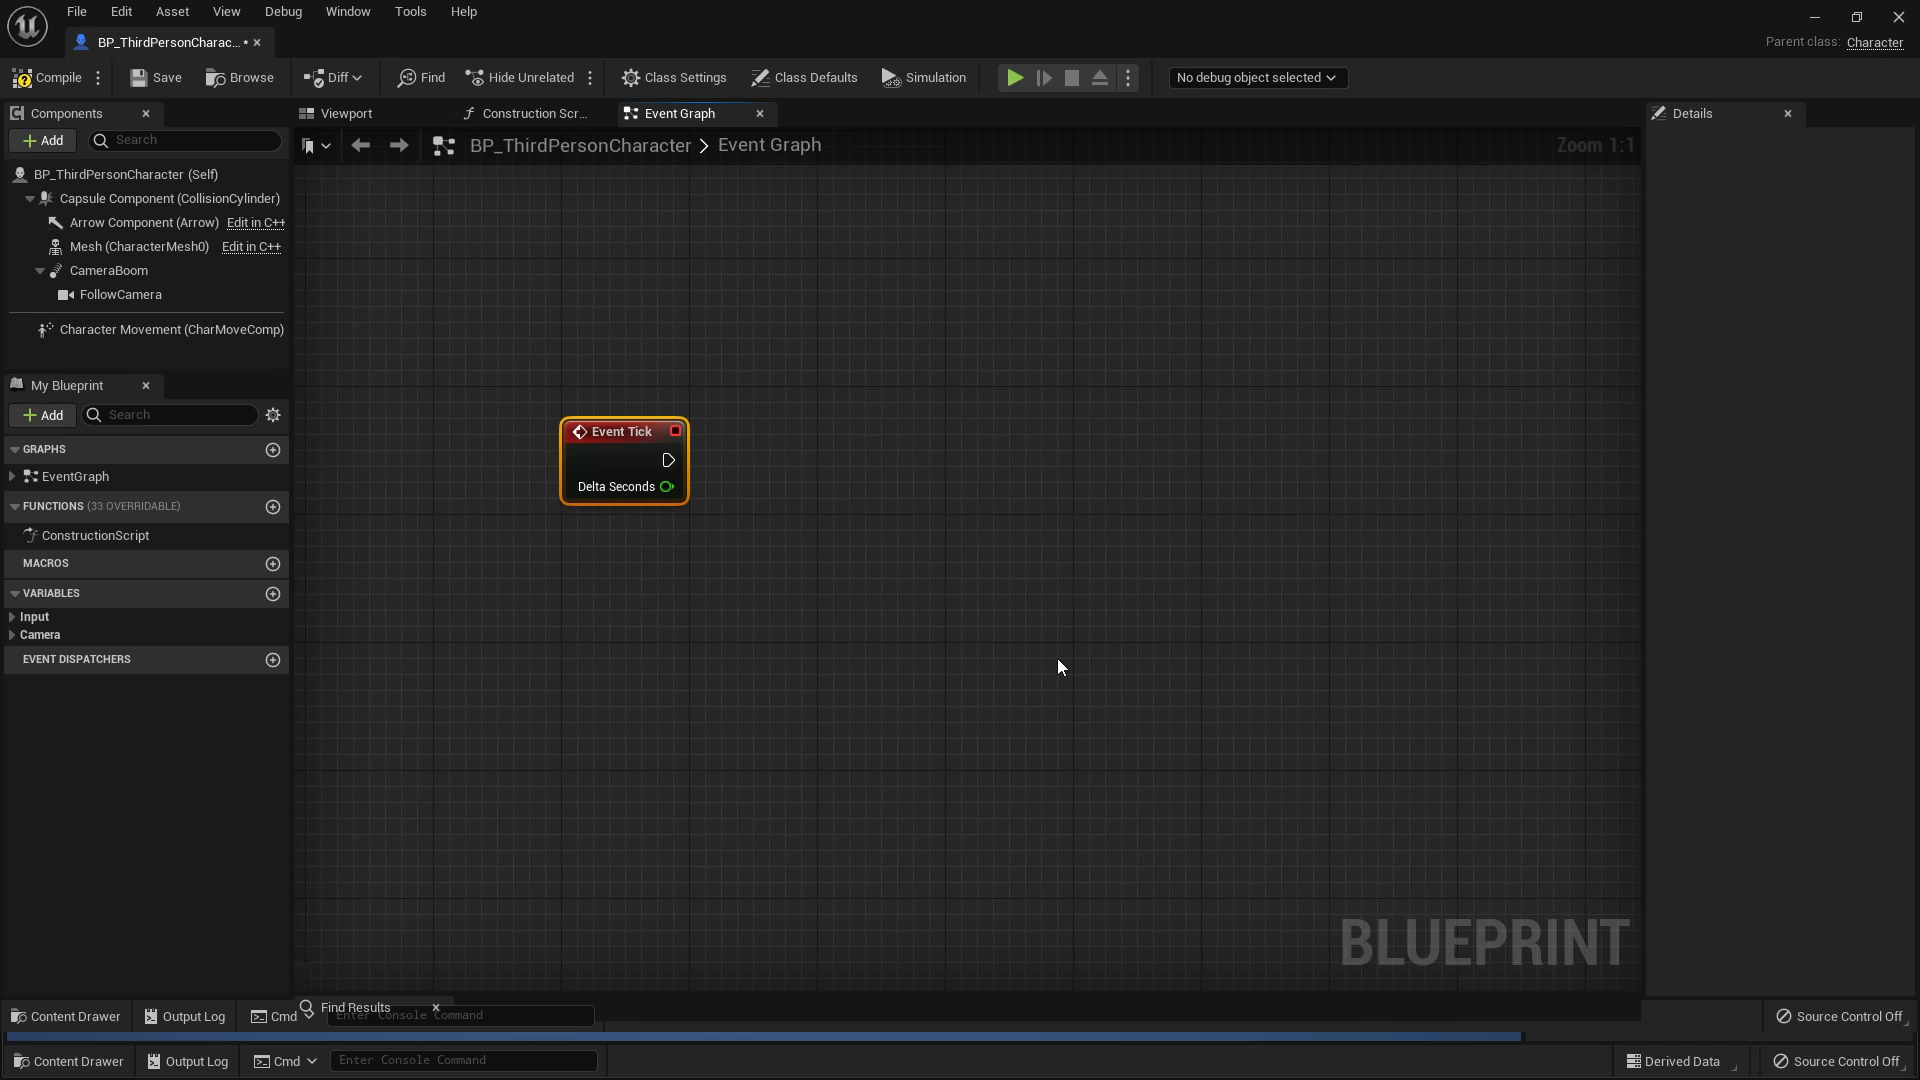 File Edit Asset View Debug Window Tools Help
BP_ThirdPersonCharac... *
Parent class: Character
Compile Save Browse Diff Find Hide Unrelated Class Settings Class Defaults Simulation No debug object selected
Components Viewport Construction Scr... Event Graph Details
Add Search
BP_ThirdPersonCharacter > Event Graph Zoom 1:1
BP_ThirdPersonCharacter (Self)
Capsule Component (CollisionCylinder)
Arrow Component (Arrow) Edit in C++
Mesh (CharacterMesh0) Edit in C++
CameraBoom
FollowCamera
Character Movement (CharMoveComp)
My Blueprint
Add Search
GRAPHS
EventGraph
FUNCTIONS (33 OVERRIDABLE)
ConstructionScript
MACROS
VARIABLES
Input
Camera
EVENT DISPATCHERS
Event Tick
Delta Seconds
BLUEPRINT
Find Results
Content Drawer Output Log Cmd Enter Console Command Source Control Off
Content Drawer Output Log Cmd Enter Console Command Derived Data Source Control Off